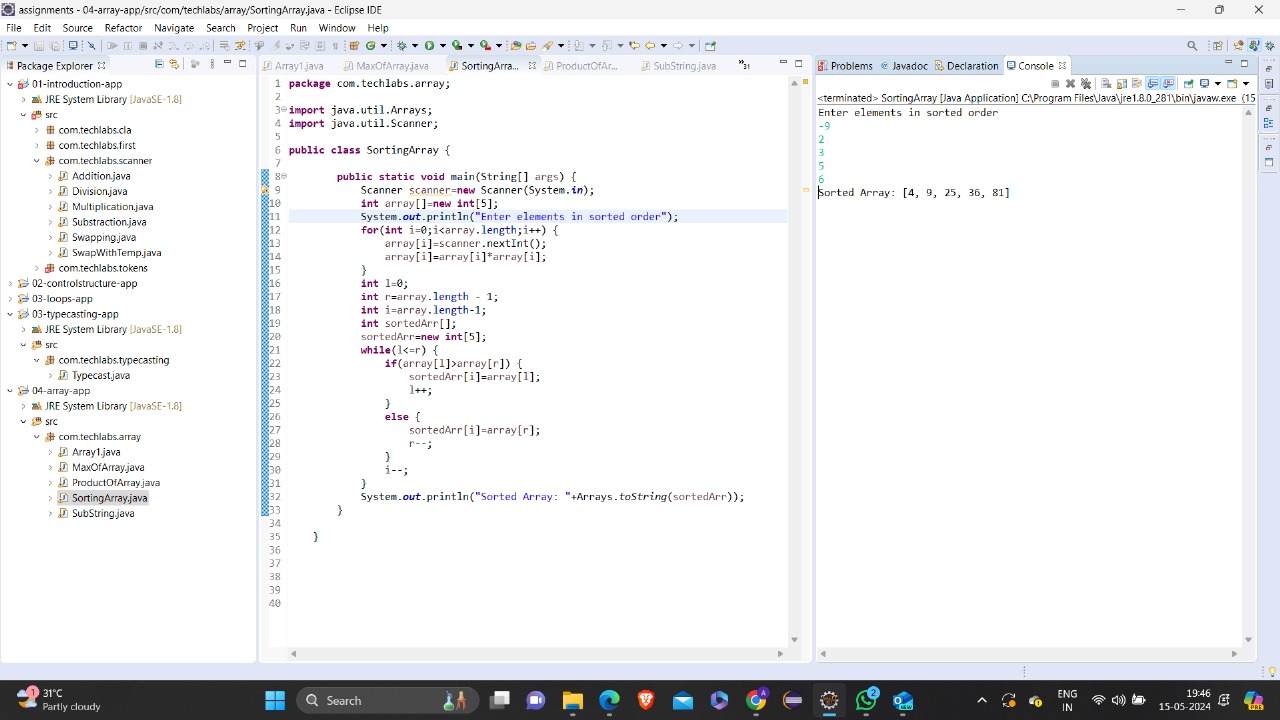 assignments - 04-array-app/src/com/techlabs/array/SortingArray.java - Eclipse IDE
File Edit Source Refactor Navigate Search Project Run Window Help
Package Explorer
01-introduction-app
JRE System Library [JavaSE-1.8]
src
com.techlabs.cla
com.techlabs.first
com.techlabs.scanner
Addition.java
Division.java
Multiplication.java
Substraction.java
Swapping.java
SwapWithTemp.java
com.techlabs.tokens
02-controlstructure-app
03-loops-app
03-typecasting-app
JRE System Library [JavaSE-1.8]
src
com.techlabs.typecasting
Typecast.java
04-array-app
JRE System Library [JavaSE-1.8]
src
com.techlabs.array
Array1.java
MaxOfArray.java
ProductOfArray.java
SortingArray.java
SubString.java
Array1.java MaxOfArray.java SortingArra... ProductOfAr... SubString.java »31
1 package com.techlabs.array;
2
3 import java.util.Arrays;
4 import java.util.Scanner;
5
6 public class SortingArray {
7
8 public static void main(String[] args) {
9 Scanner scanner=new Scanner(System.in);
10 int array[]=new int[5];
11 System.out.println("Enter elements in sorted order");
12 for(int i=0;i<array.length;i++) {
13 array[i]=scanner.nextInt();
14 array[i]=array[i]*array[i];
15 }
16 int l=0;
17 int r=array.length - 1;
18 int i=array.length-1;
19 int sortedArr[];
20 sortedArr=new int[5];
21 while(l<=r) {
22 if(array[l]>array[r]) {
23 sortedArr[i]=array[l];
24 l++;
25 }
26 else {
27 sortedArr[i]=array[r];
28 r--;
29 }
30 i--;
31 }
32 System.out.println("Sorted Array: "+Arrays.toString(sortedArr));
33 }
34
35 }
36
37
38
39
40
Problems Javadoc Declaration Console
<terminated> SortingArray [Java Application] C:\Program Files\Java\jre1.8.0_281\bin\javaw.exe (15
Enter elements in sorted order
-9
2
3
5
6
Sorted Array: [4, 9, 25, 36, 81]
1
31°C
Partly cloudy
Search
2
ENG
IN
19:46
15-05-2024